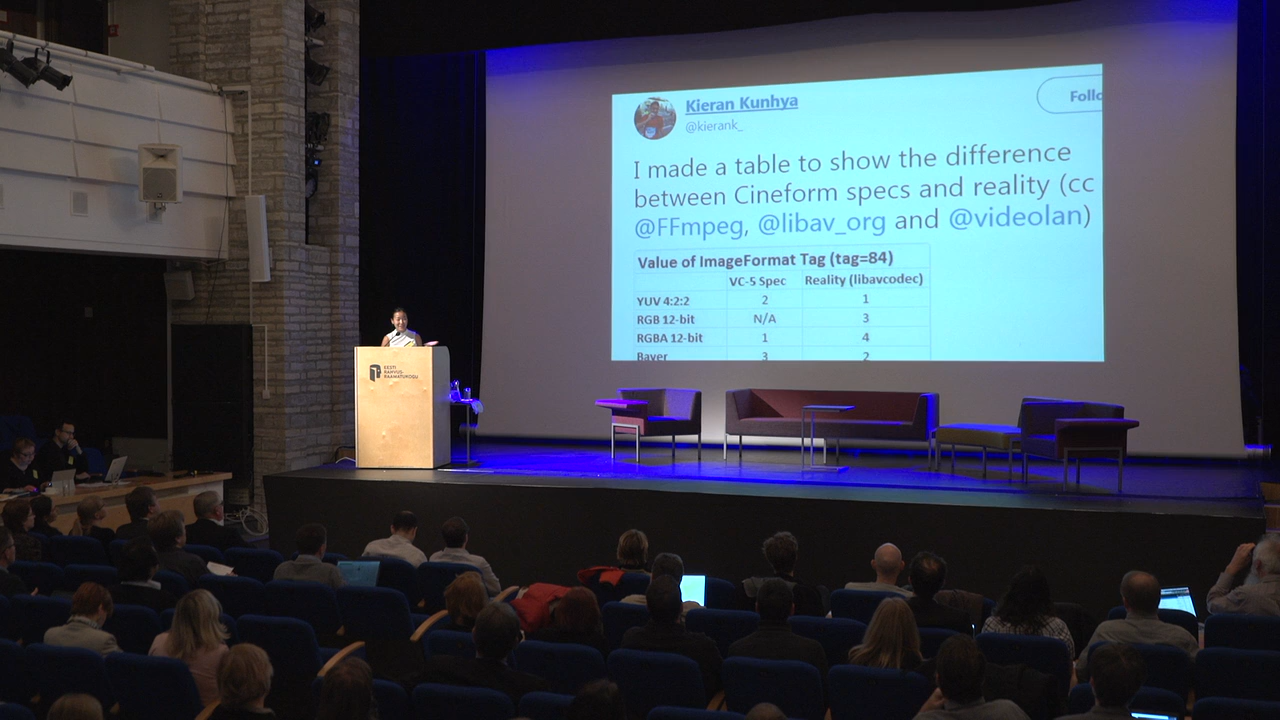 Kieran Kunhya
Follo
@kierank_
I made a table to show the difference
between Cineform specs and reality (cc
@FFmpeg, @libav_org and @videolan)
Value of ImageFormat Tag (tag=84)
VC-5 Spec Reality (libavcodec)
YUV 4:2:2 2 1
RGB 12-bit N/A 3
RGBA 12-bit 1 4
Bayer 3 2
EESTI
RAHVUS-
RAAMATUKOGU